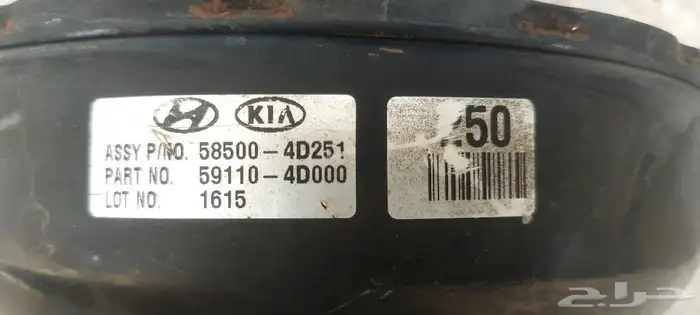 KIA
ASSY P/NO. 58500-4D251
PART NO. 59110-4D000
LOT NO. 1615
50
حراج